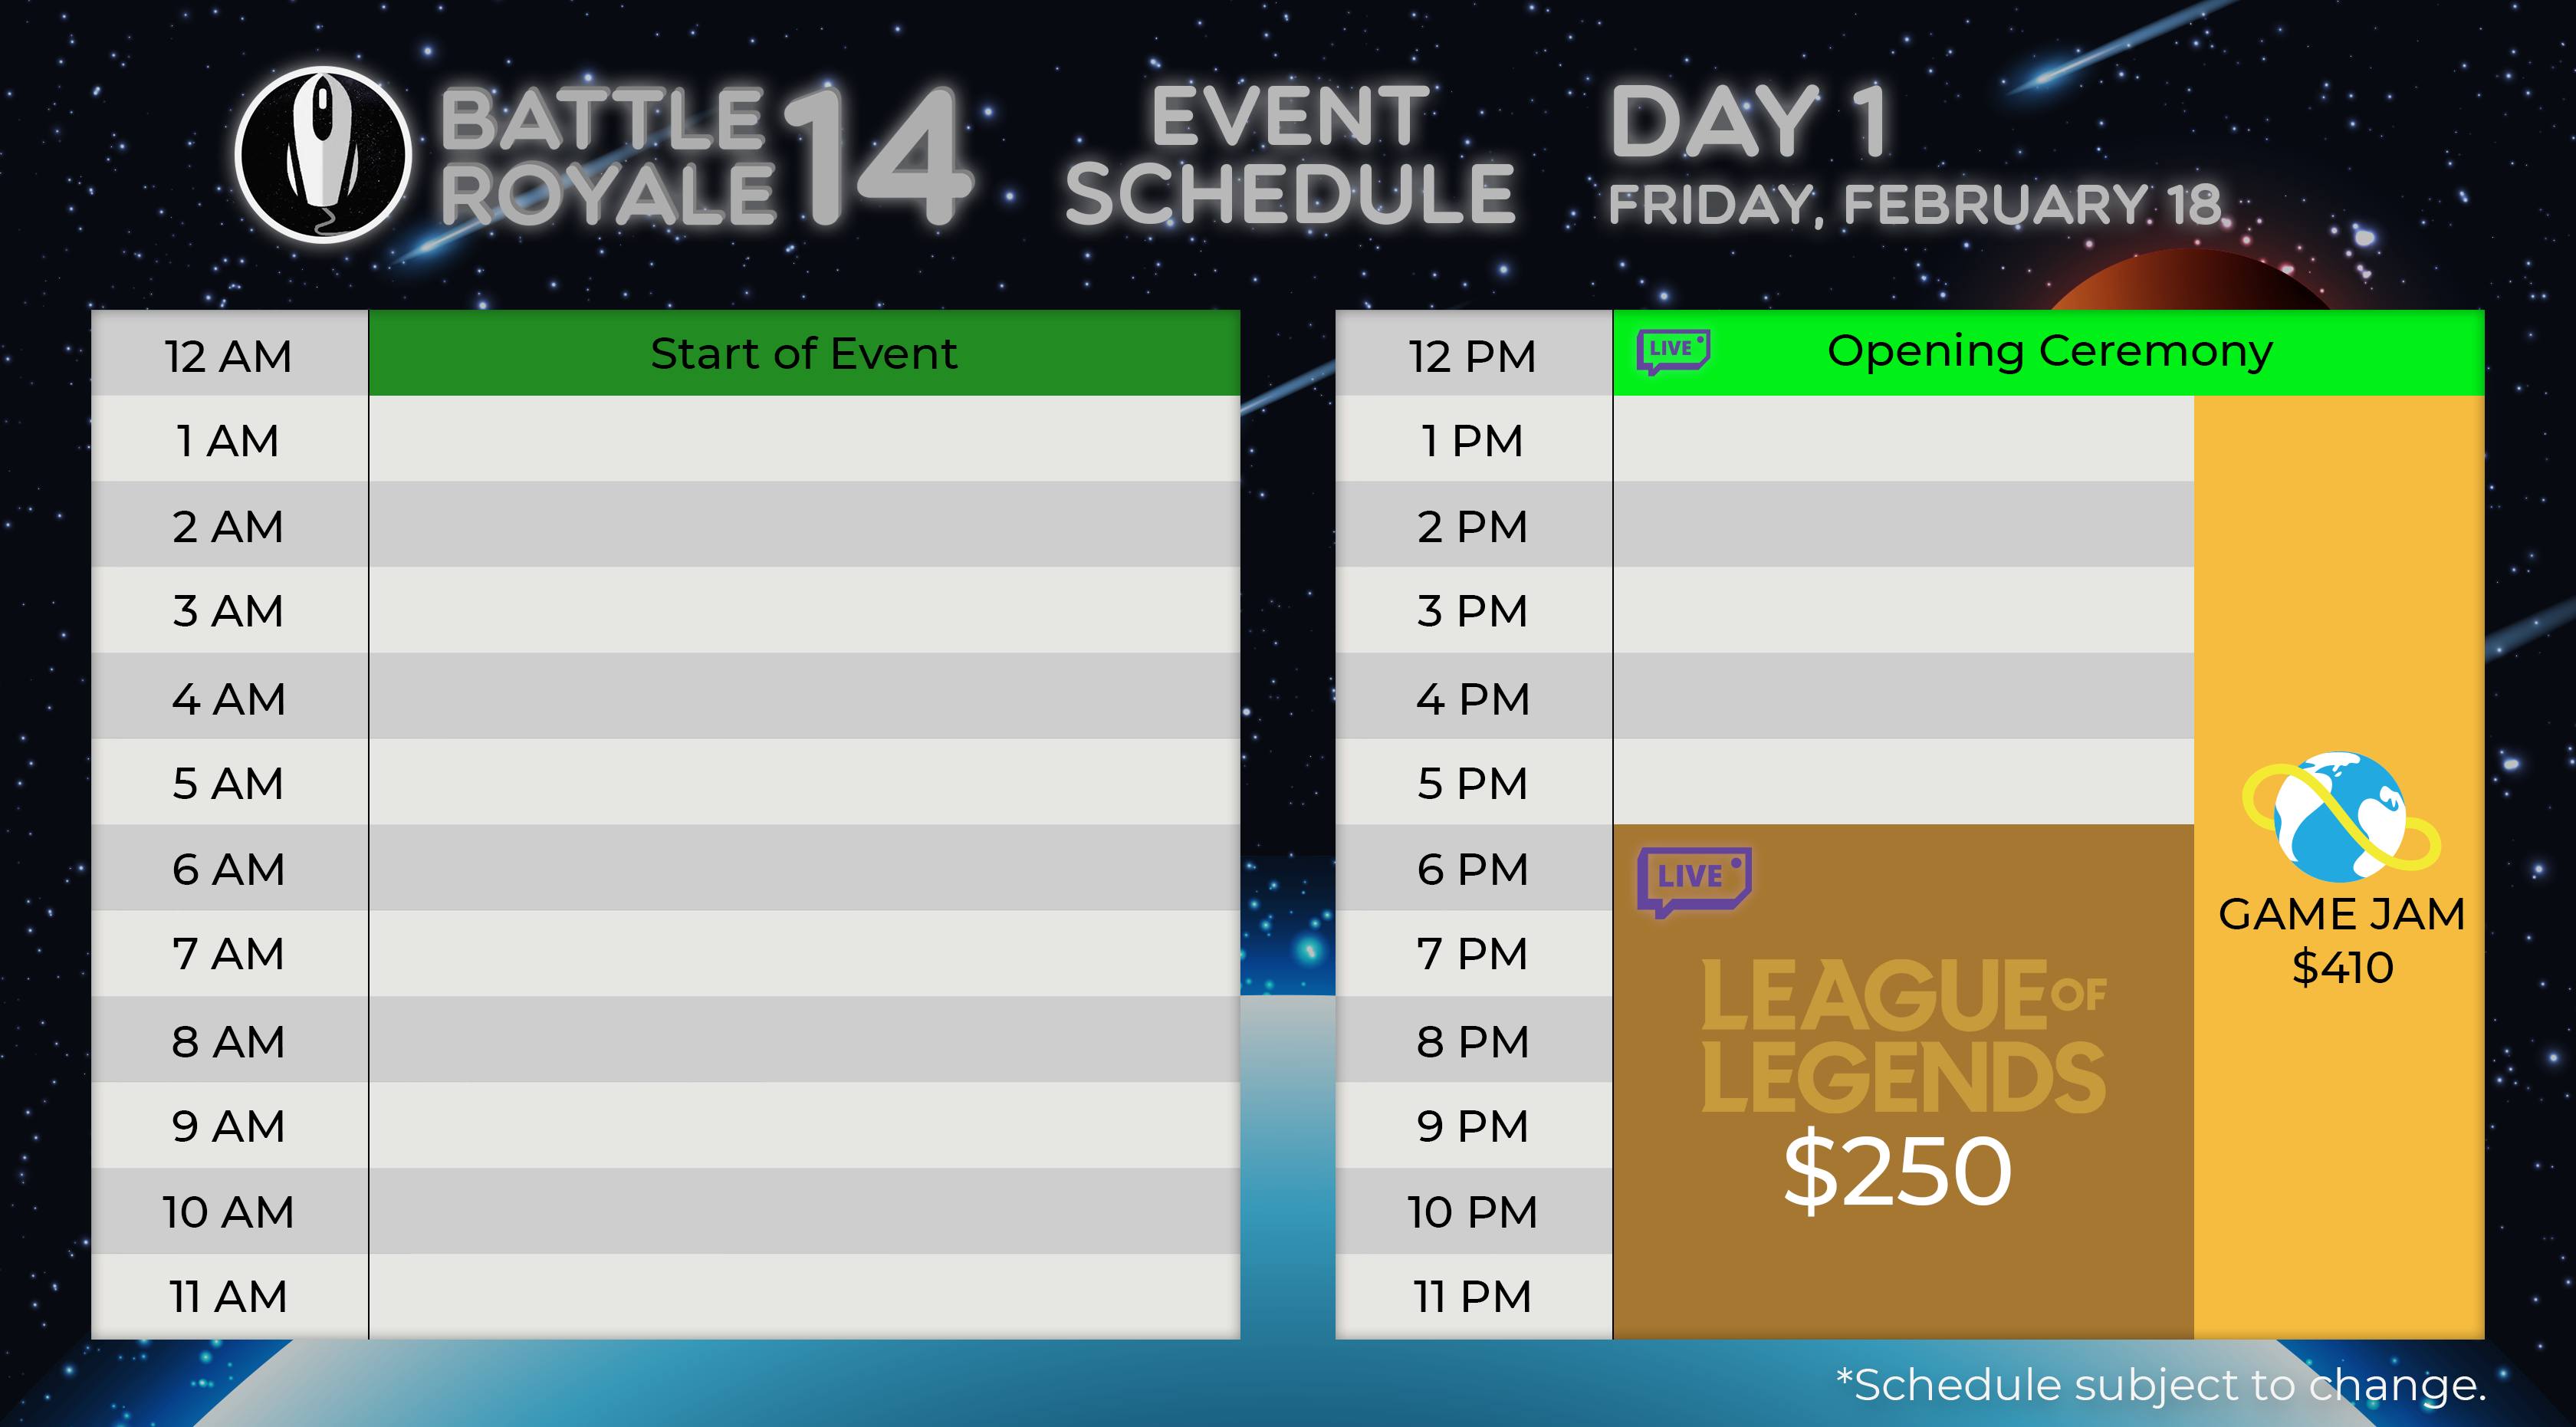 BATTLE
ROYALE 14
EVENT
SCHEDULE
DAY 1
FRIDAY, FEBRUARY 18
12 AM Start of Event
1 AM
2 AM
3 AM
4 AM
5 AM
6 AM
7 AM
8 AM
9 AM
10 AM
11 AM
12 PM LIVE Opening Ceremony
1 PM
2 PM
3 PM
4 PM
5 PM
6 PM
7 PM
8 PM
9 PM
10 PM
11 PM
LIVE
LEAGUE OF
LEGENDS
$250
GAME JAM
$410
*Schedule subject to change.